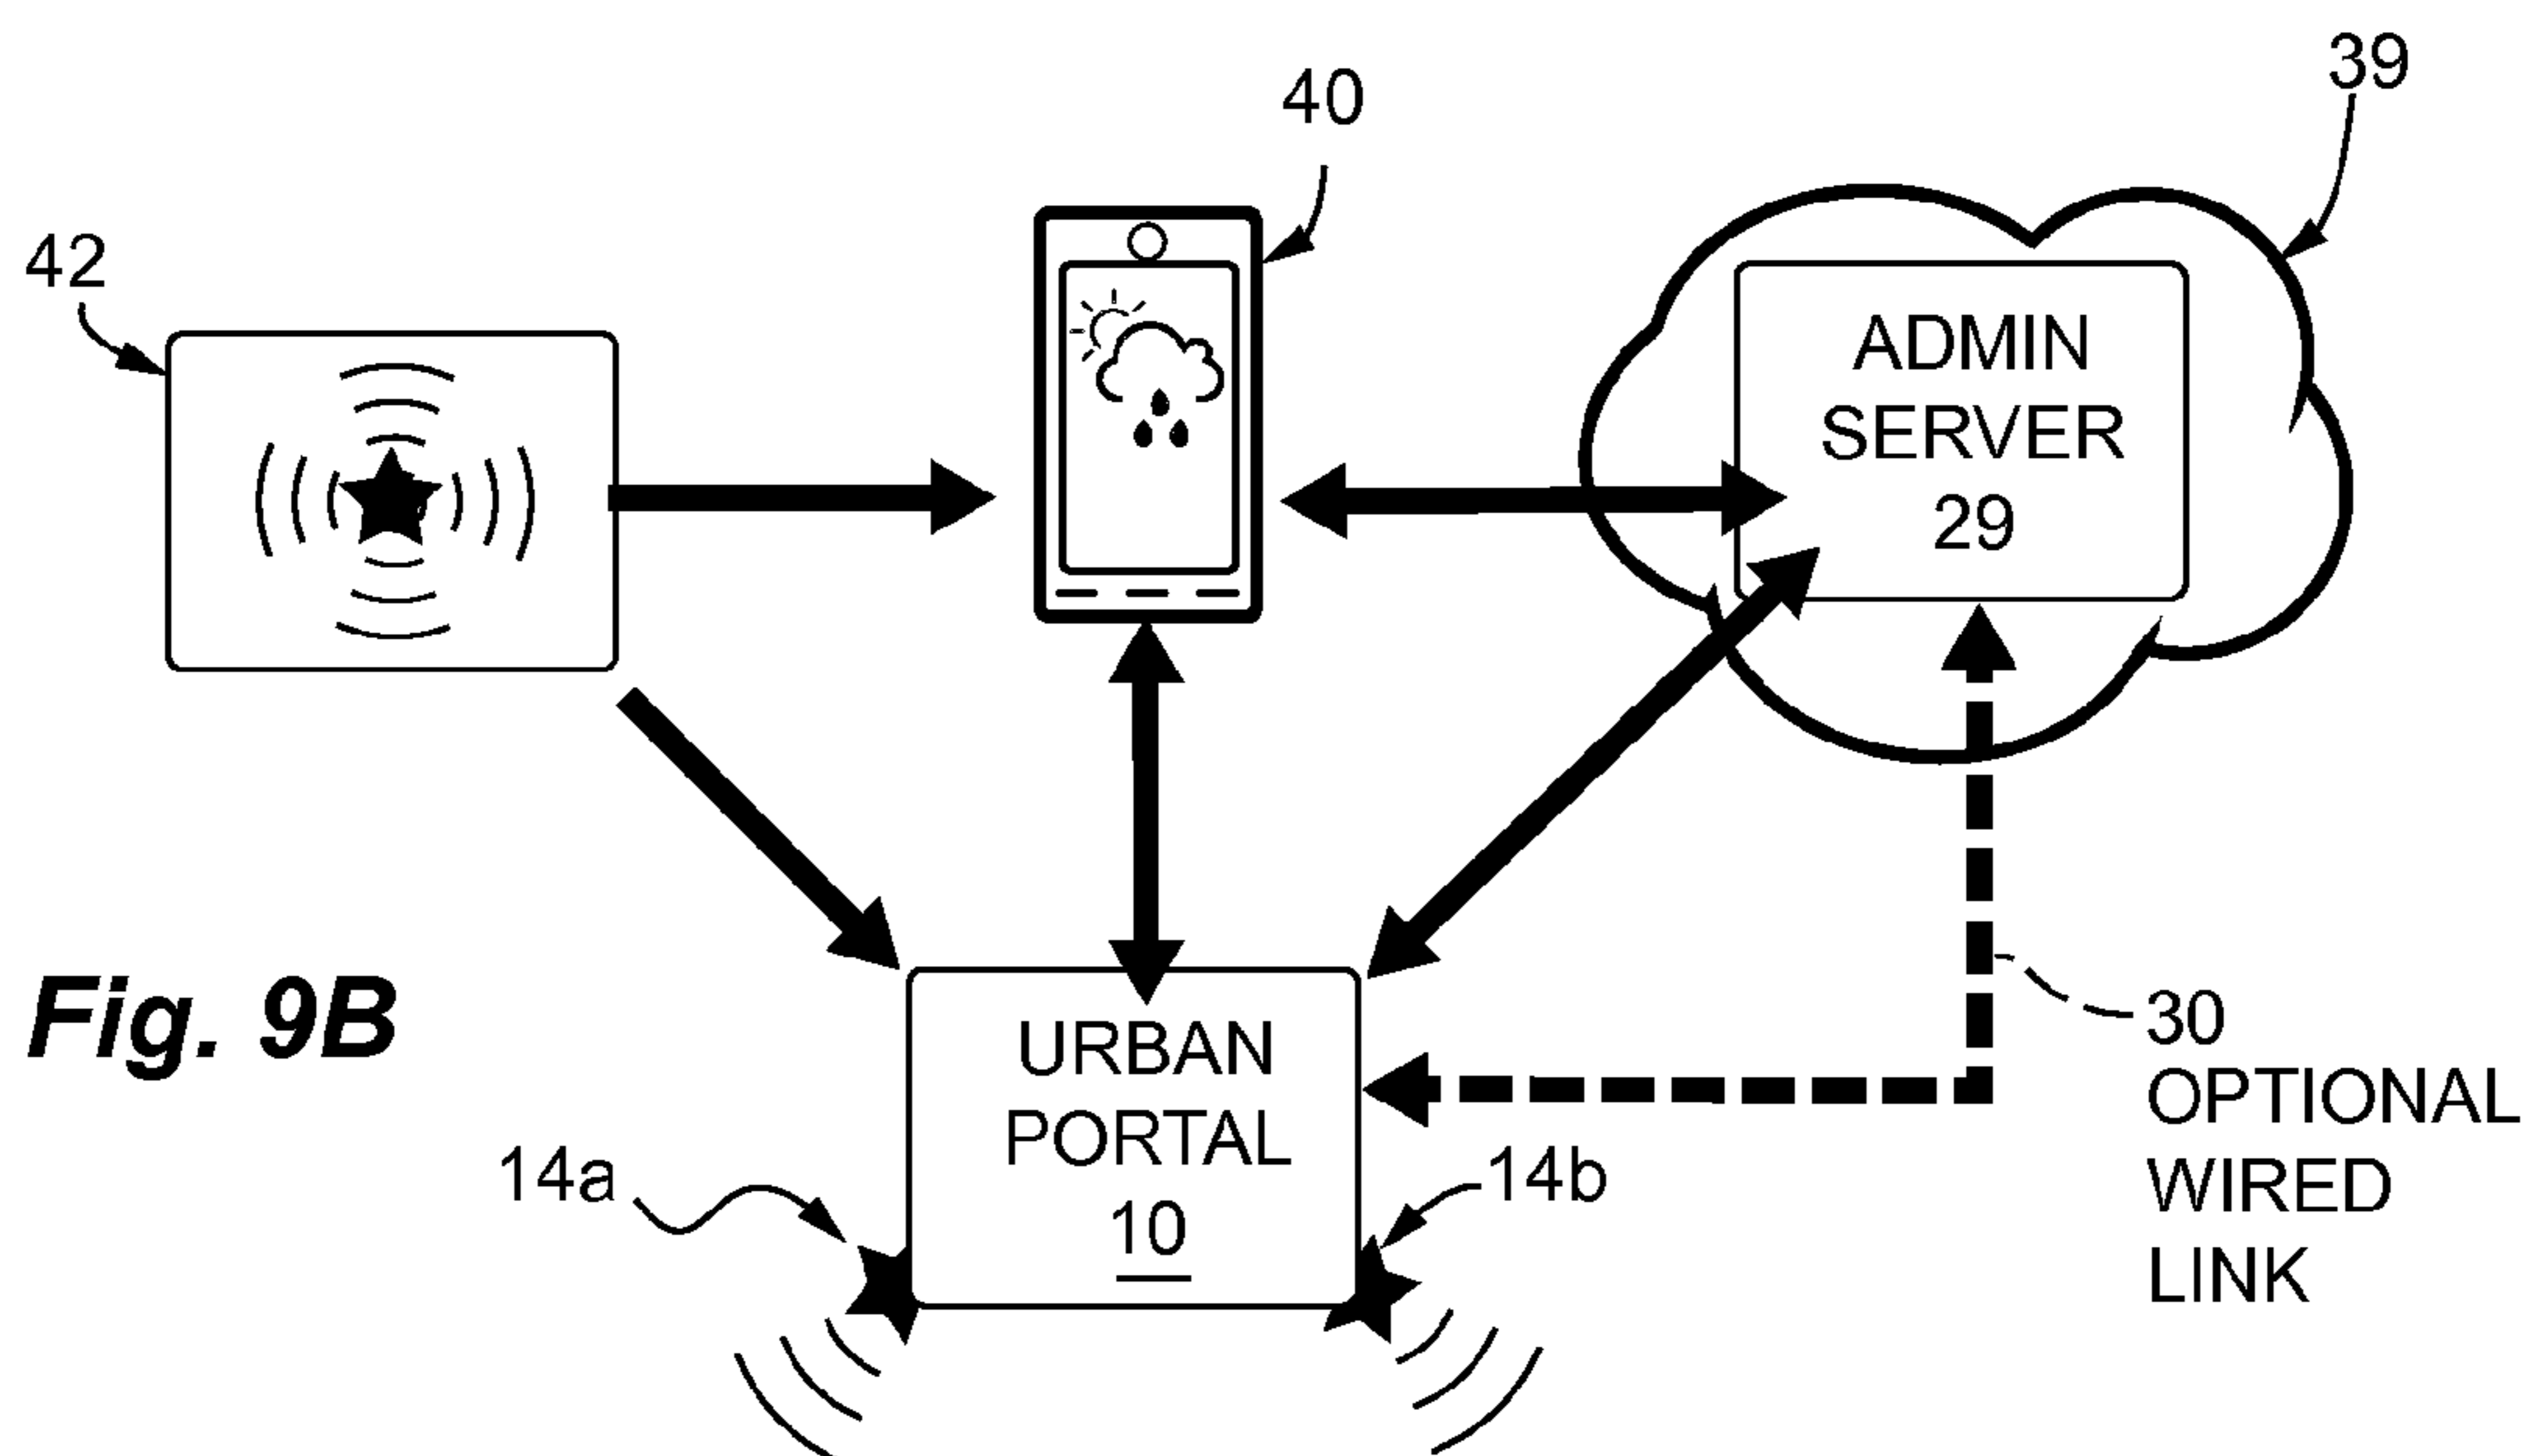 39
40
42
ADMIN
SERVER
29
Fig. 9B
URBAN
PORTAL
10
14a
14b
30
OPTIONAL
WIRED
LINK